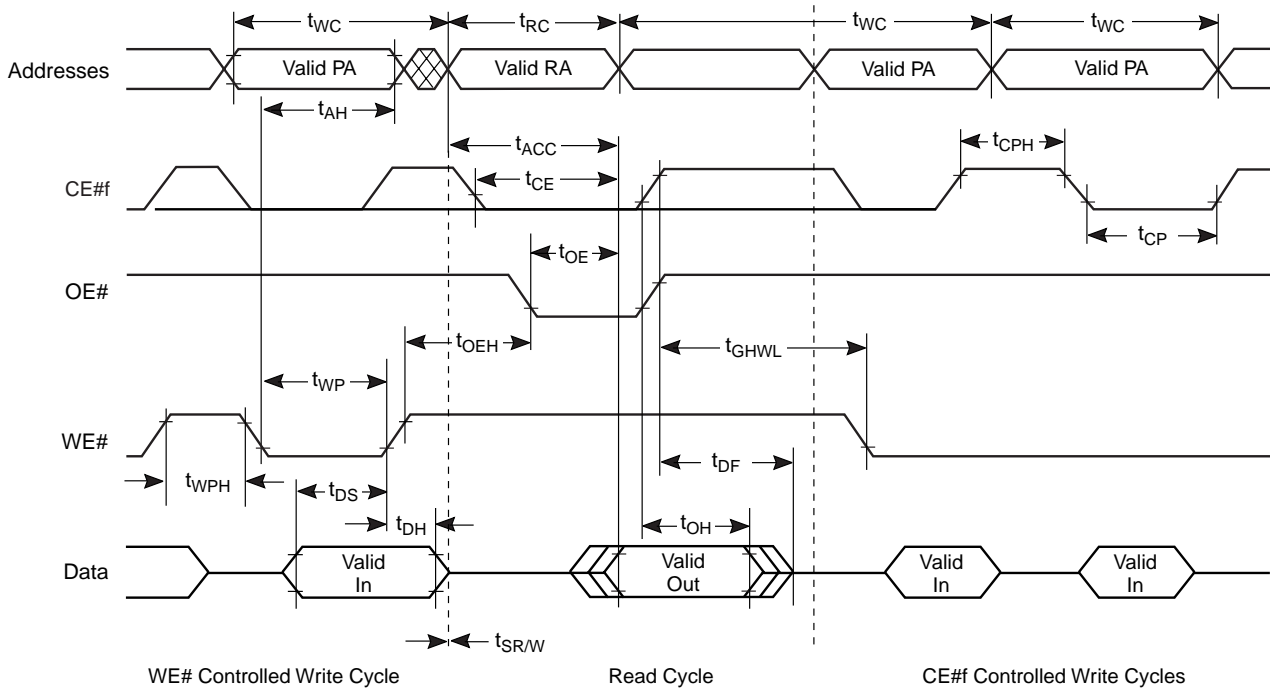 tWC tRC tWC tWC
Addresses Valid PA Valid RA Valid PA Valid PA
tAH
tACC
tCPH
CE#f tCE
tCP
tOE
OE#
tOEH tGHWL
tWP
WE#
tDF
tWPH tDS
tDH tOH
Data Valid In Valid Out Valid In Valid In
tSR/W
WE# Controlled Write Cycle Read Cycle CE#f Controlled Write Cycles